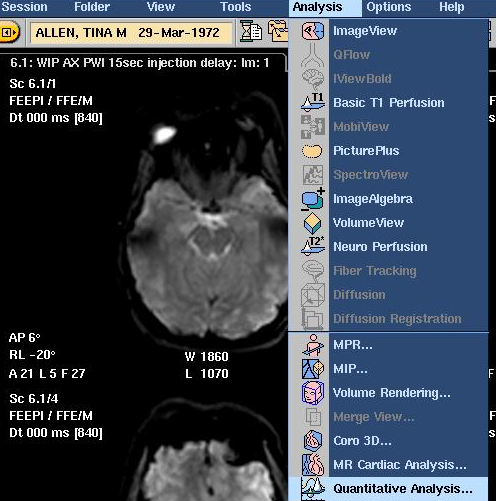 Session Folder View Tools Analysis Options Help
ALLEN, TINA M 29-Mar-1972
6.1: WIP AX PWI 15sec injection delay: Im: 1
Sc 6.1/1
FEEPI / FFE/M
Dt 000 ms [840]
AP 6°
RL -20°
A 21 L 5 F 27
W 1860
L 1070
Sc 6.1/4
FEEPI / FFE/M
Dt 000 ms [840]
ImageView
QFlow
IViewBold
T1 Basic T1 Perfusion
MobiView
PicturePlus
SpectroView
ImageAlgebra
VolumeView
T2* Neuro Perfusion
Fiber Tracking
Diffusion
Diffusion Registration
MPR...
MIP...
Volume Rendering...
Merge View...
Coro 3D...
MR Cardiac Analysis...
Quantitative Analysis...